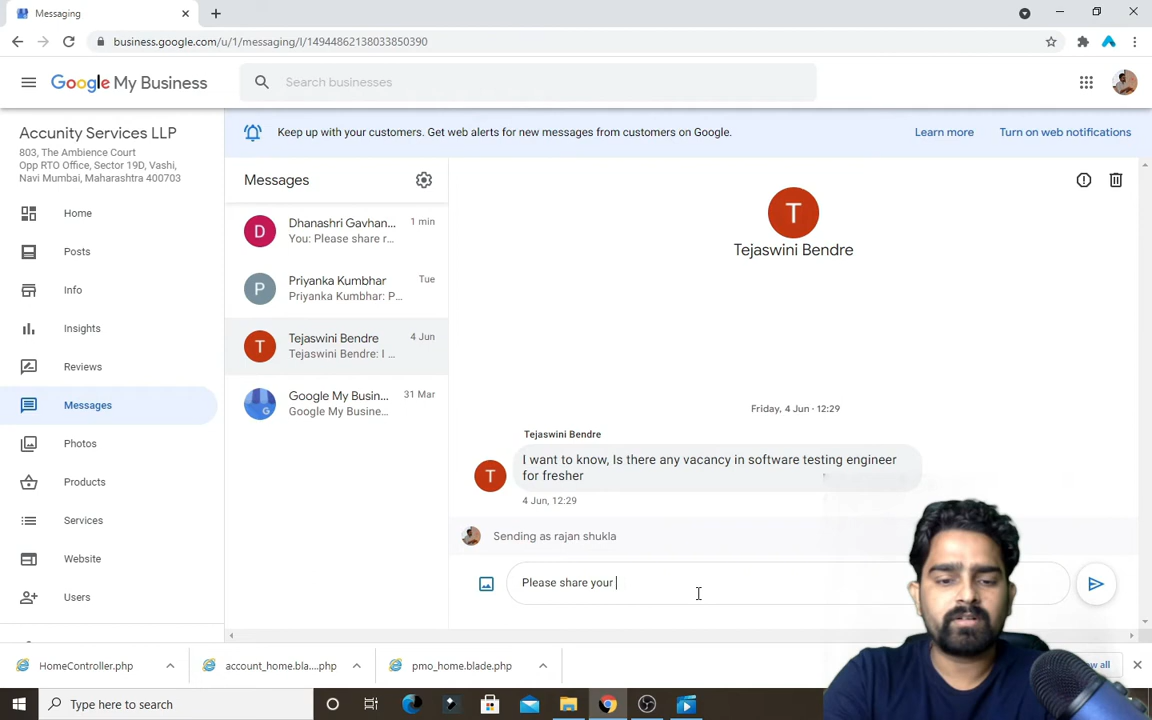 Messaging
business.google.com/u/1/messaging/l/14944862138033850390
Google My Business
Search businesses
Accunity Services LLP
803, The Ambience Court
Opp RTO Office, Sector 19D, Vashi,
Navi Mumbai, Maharashtra 400703
Keep up with your customers. Get web alerts for new messages from customers on Google.
Learn more
Turn on web notifications
Home
Posts
Info
Insights
Reviews
Messages
Photos
Products
Services
Website
Users
Messages
D
Dhanashri Gavhan...
1 min
You: Please share r...
P
Priyanka Kumbhar
Tue
Priyanka Kumbhar: P...
T
Tejaswini Bendre
4 Jun
Tejaswini Bendre: I ...
Google My Busin...
31 Mar
Google My Busine...
T
Tejaswini Bendre
Friday, 4 Jun · 12:29
Tejaswini Bendre
T
I want to know, Is there any vacancy in software testing engineer
for fresher
4 Jun, 12:29
Sending as rajan shukla
Please share your
HomeController.php
account_home.bla....php
pmo_home.blade.php
all
Type here to search